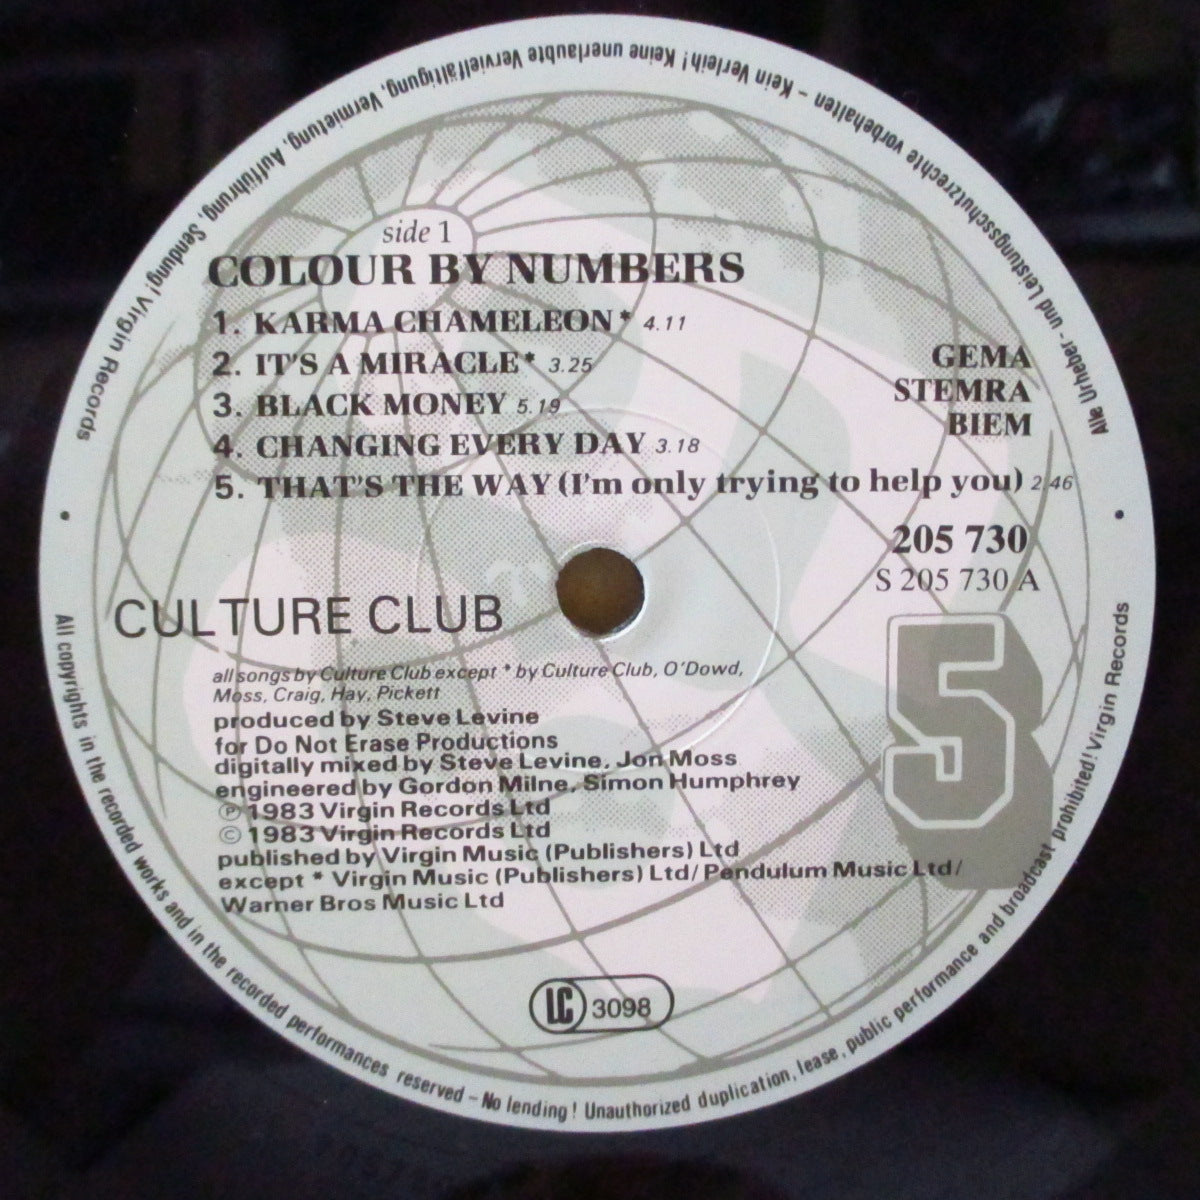 side 1
COLOUR BY NUMBERS
1. KARMA CHAMELEON* 4.11
2. IT'S A MIRACLE* 3.25
3. BLACK MONEY 5.19
4. CHANGING EVERY DAY 3.18
5. THAT'S THE WAY (I'm only trying to help you) 2.46
GEMA
STEMRA
BIEM
205 730
S 205 730 A
CULTURE CLUB
5
all songs by Culture Club except * by Culture Club, O'Dowd,
Moss, Craig, Hay, Pickett
produced by Steve Levine
for Do Not Erase Productions
digitally mixed by Steve Levine, Jon Moss
engineered by Gordon Milne, Simon Humphrey
℗ 1983 Virgin Records Ltd
© 1983 Virgin Records Ltd
published by Virgin Music (Publishers) Ltd
except * Virgin Music (Publishers) Ltd/Pendulum Music Ltd/
Warner Bros Music Ltd
LC 3098
Alle Urheber- und Leistungsschutzrechte vorbehalten – Kein Verleih! Keine unerlaubte Vervielfältigung, Vermietung, Aufführung, Sendung! Virgin Records
All copyrights in the recorded works and in the recorded performances reserved – No lending! Unauthorized duplication, lease, public performance and broadcast prohibited! Virgin Records